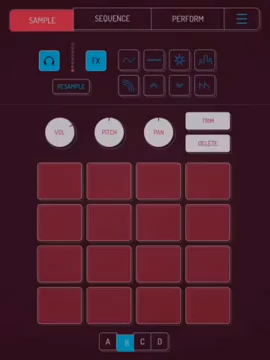 SAMPLE SEQUENCE PERFORM
FX
RESAMPLE
VOL PITCH PAN TRIM
DELETE
A B C D